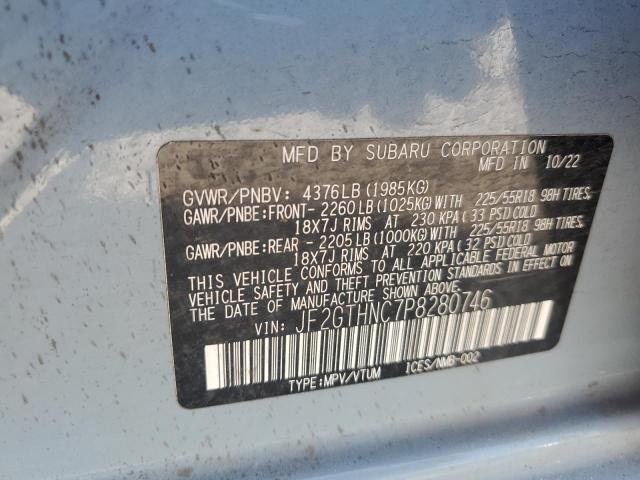 MFD BY SUBARU CORPORATION
MFD IN 10/22
GVWR/PNBV: 4376LB(1985KG)
GAWR/PNBE:FRONT- 2260LB(1025KG)WITH 225/55R18 98H TIRES,
18X7J RIMS AT 230 KPA(33 PSI)COLD
GAWR/PNBE:REAR - 2205LB(1000KG)WITH 225/55R18 98H TIRES,
18X7J RIMS AT 220 KPA(32 PSI)COLD
THIS VEHICLE CONFORMS TO ALL APPLICABLE FEDERAL MOTOR
VEHICLE SAFETY AND THEFT PREVENTION STANDARDS IN EFFECT ON
THE DATE OF MANUFACTURE SHOWN ABOVE.
VIN: JF2GTHNC7P8280746
TYPE:MPV/VTUM ICES/NMB-002